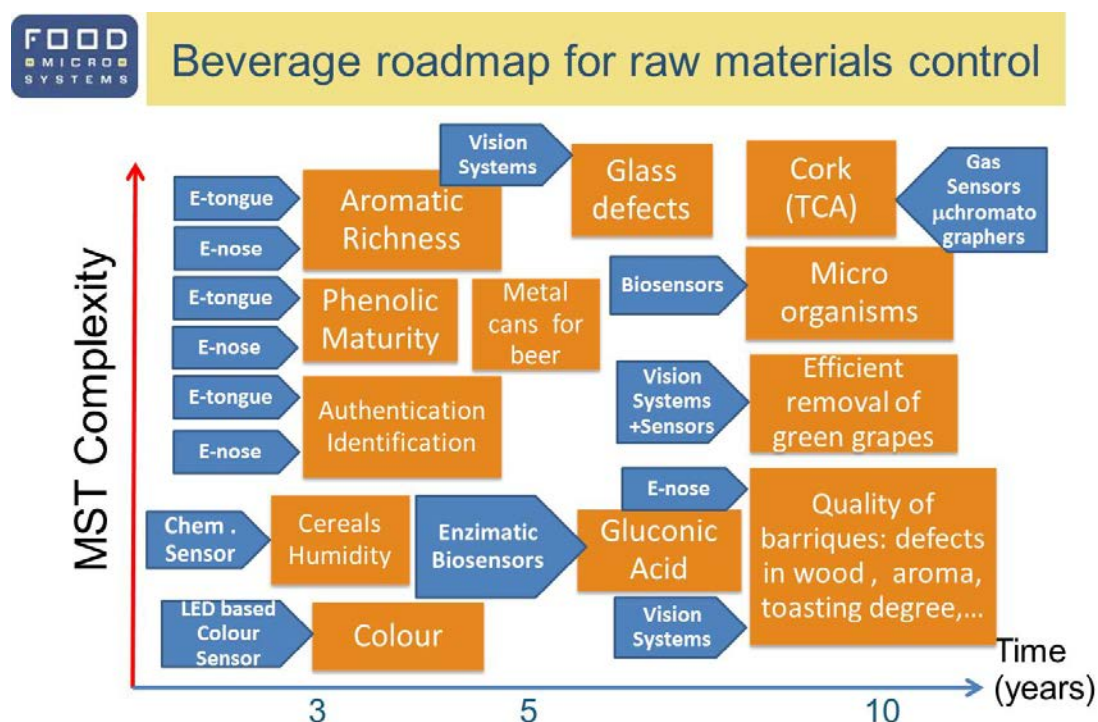 FOOD
MICRO
SYSTEMS
Beverage roadmap for raw materials control
MST Complexity
Vision
Systems
Glass
defects
Cork
(TCA)
Gas
Sensors
µchromato
graphers
E-tongue
E-nose
Aromatic
Richness
E-tongue
E-nose
Phenolic
Maturity
Metal
cans for
beer
Biosensors
Micro
organisms
E-tongue
E-nose
Authentication
Identification
Vision
Systems
+Sensors
Efficient
removal of
green grapes
Chem .
Sensor
Cereals
Humidity
Enzimatic
Biosensors
Gluconic
Acid
E-nose
Vision
Systems
Quality of
barriques: defects
in wood , aroma,
toasting degree,...
LED based
Colour
Sensor
Colour
Time
(years)
3
5
10